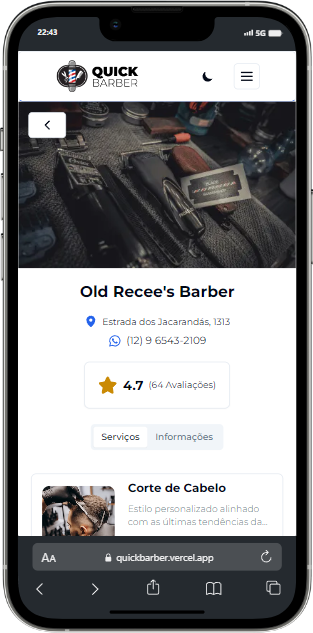 22:43
5G
QUICK
BARBER
Old Recee's Barber
Estrada dos Jacarandás, 1313
(12) 9 6543-2109
4.7 (64 Avaliações)
Serviços Informações
Corte de Cabelo
Estilo personalizado alinhado
com as últimas tendências da...
AA quickbarber.vercel.app